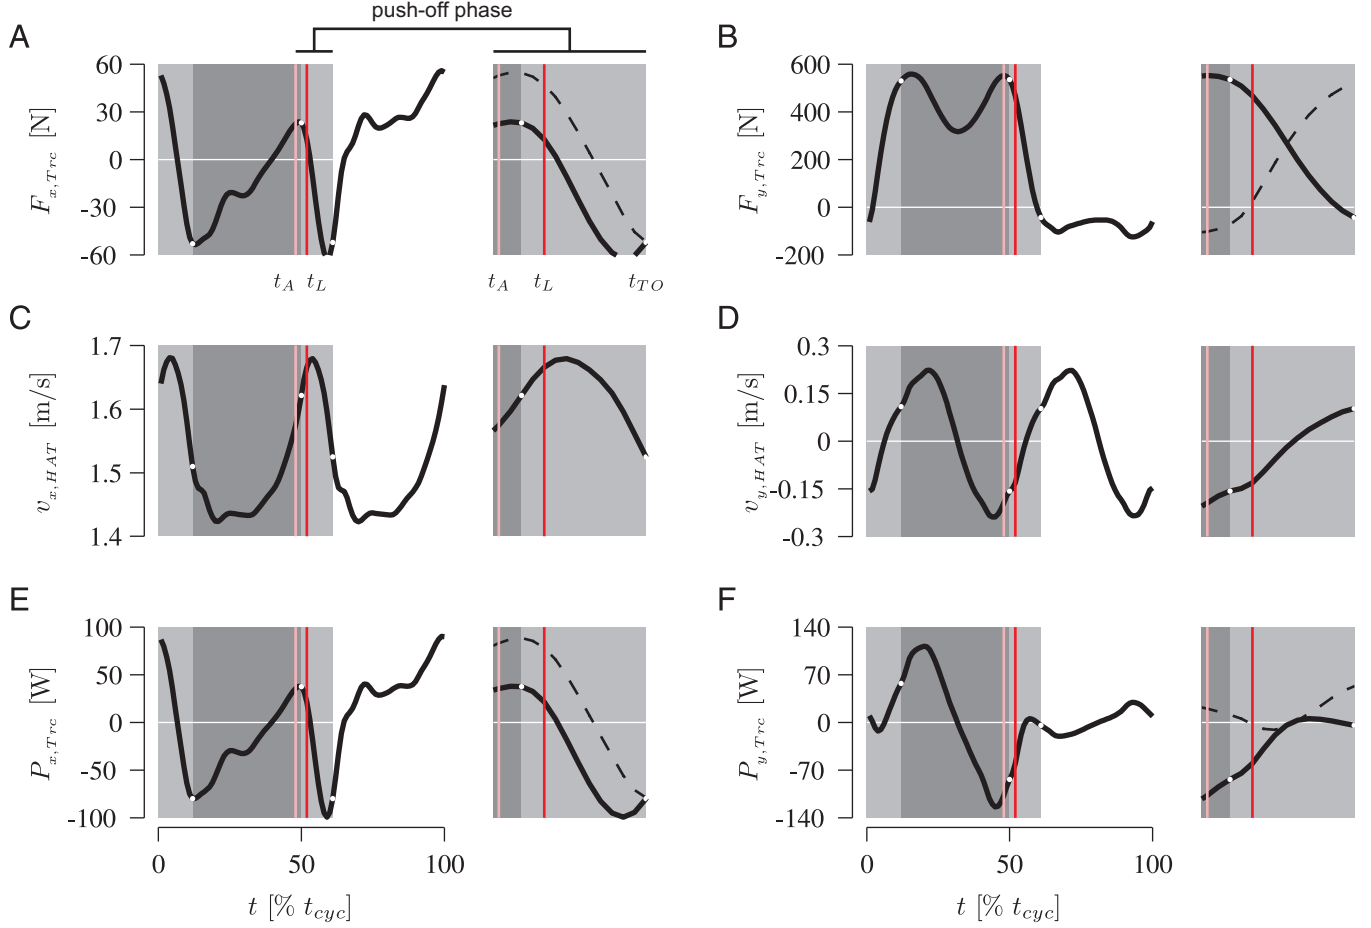 push-off phase
A
B
60
30
0
-30
-60
F_{x,Trc} [N]
t_A t_L
t_A t_L t_{TO}
600
400
200
0
-200
F_{y,Trc} [N]
C
D
1.7
1.6
1.5
1.4
v_{x,HAT} [m/s]
0.3
0.15
0
-0.15
-0.3
v_{y,HAT} [m/s]
E
F
100
50
0
-50
-100
P_{x,Trc} [W]
0 50 100
t [% t_{cyc}]
140
70
0
-70
-140
P_{y,Trc} [W]
0 50 100
t [% t_{cyc}]